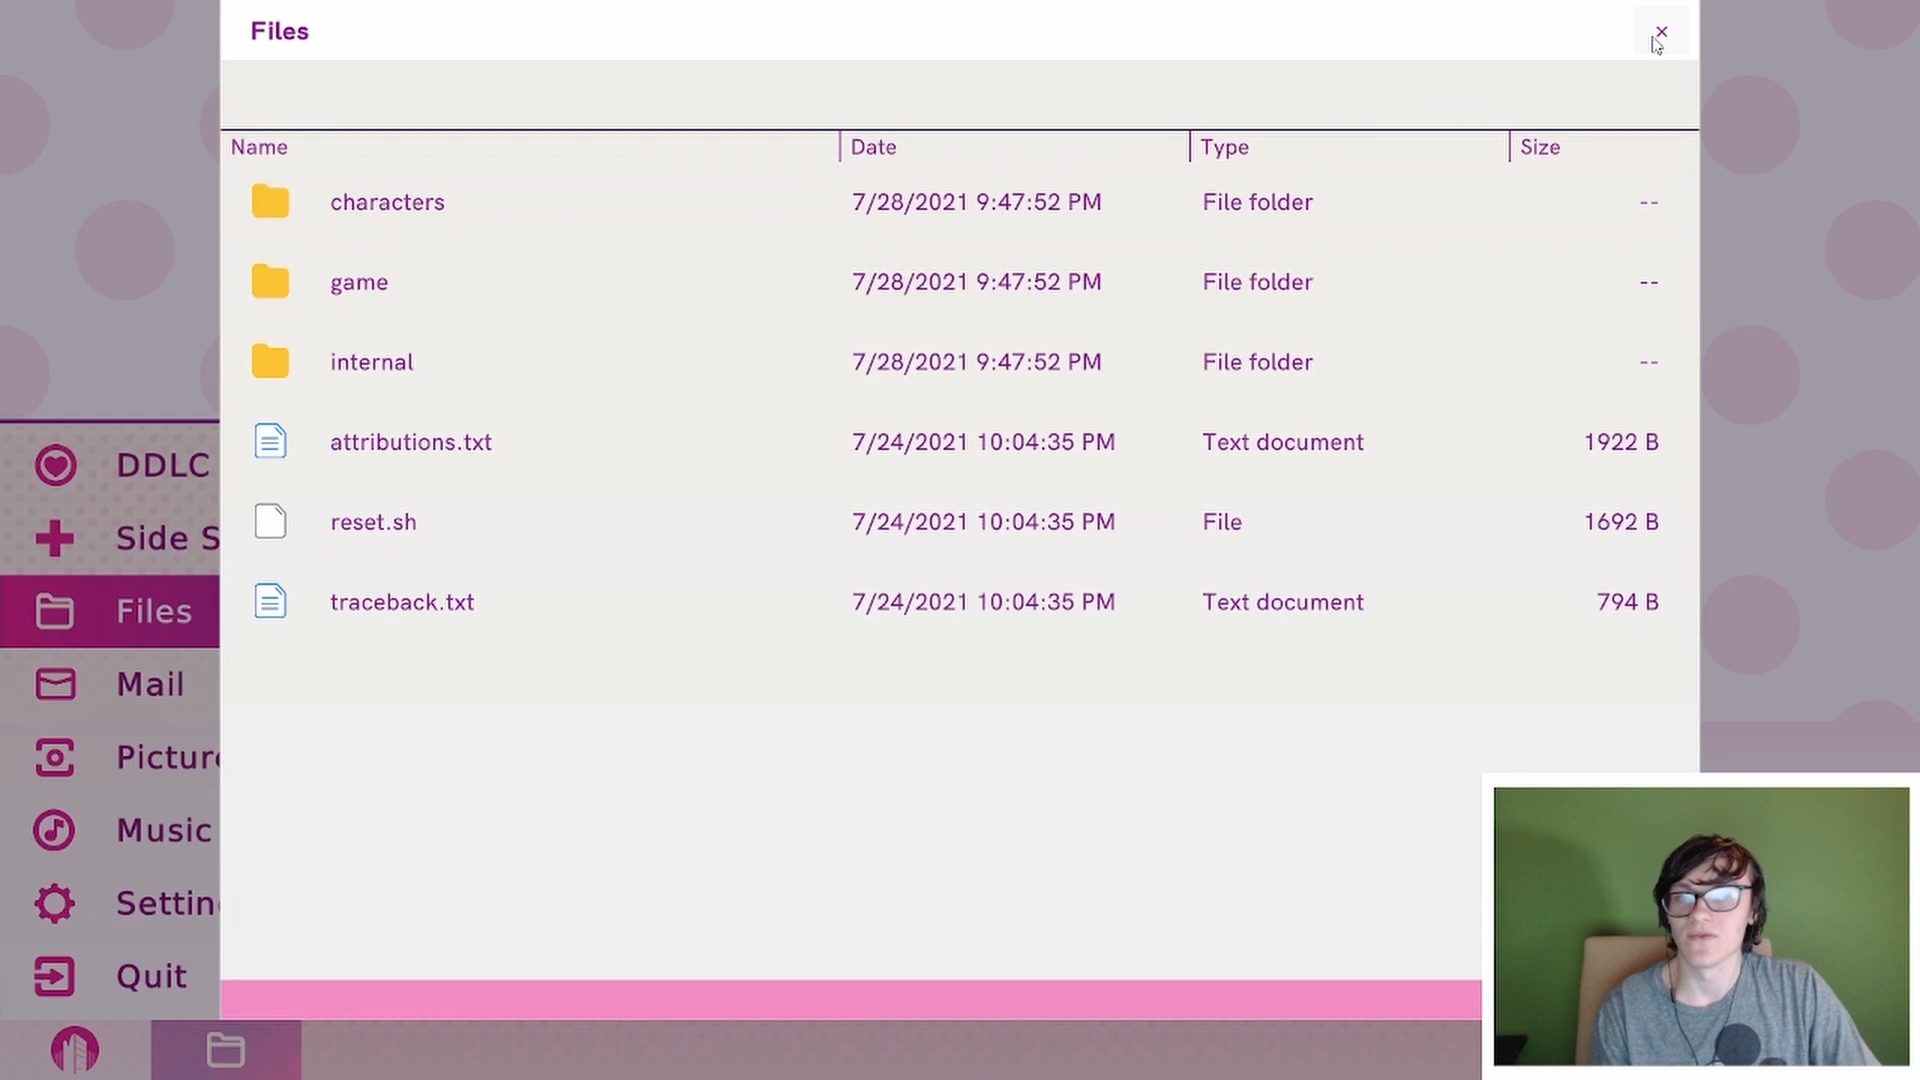 Files
Name Date Type Size
characters 7/28/2021 9:47:52 PM File folder --
game 7/28/2021 9:47:52 PM File folder --
internal 7/28/2021 9:47:52 PM File folder --
attributions.txt 7/24/2021 10:04:35 PM Text document 1922 B
reset.sh 7/24/2021 10:04:35 PM File 1692 B
traceback.txt 7/24/2021 10:04:35 PM Text document 794 B
DDLC
Side S
Files
Mail
Picture
Music
Settin
Quit